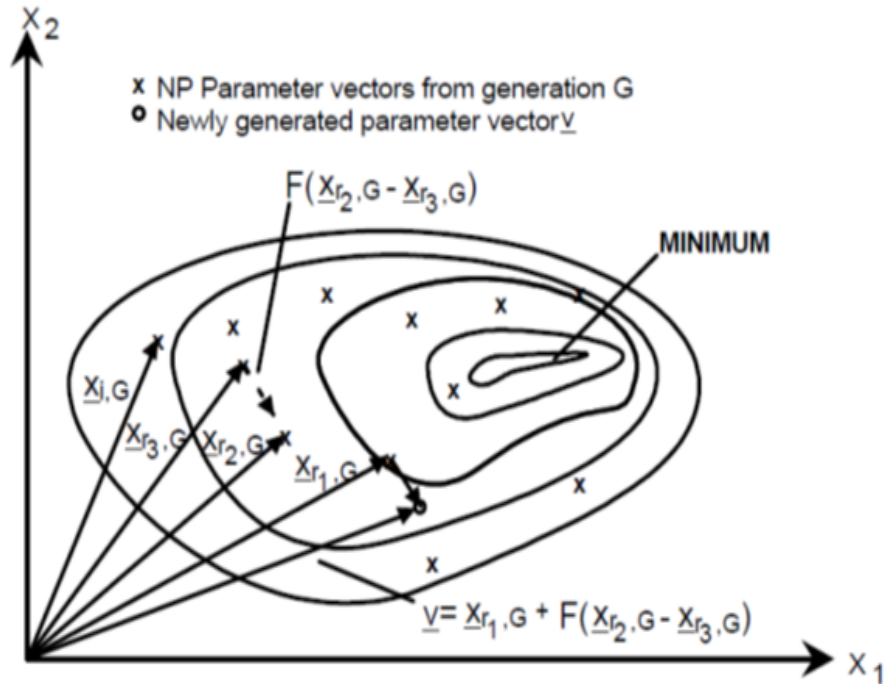 X2
x NP Parameter vectors from generation G
o Newly generated parameter vector v
F(Xr2,G - Xr3,G)
MINIMUM
Xi,G
Xr3,G
Xr2,G
Xr1,G
v= Xr1,G + F(Xr2,G - Xr3,G)
X1